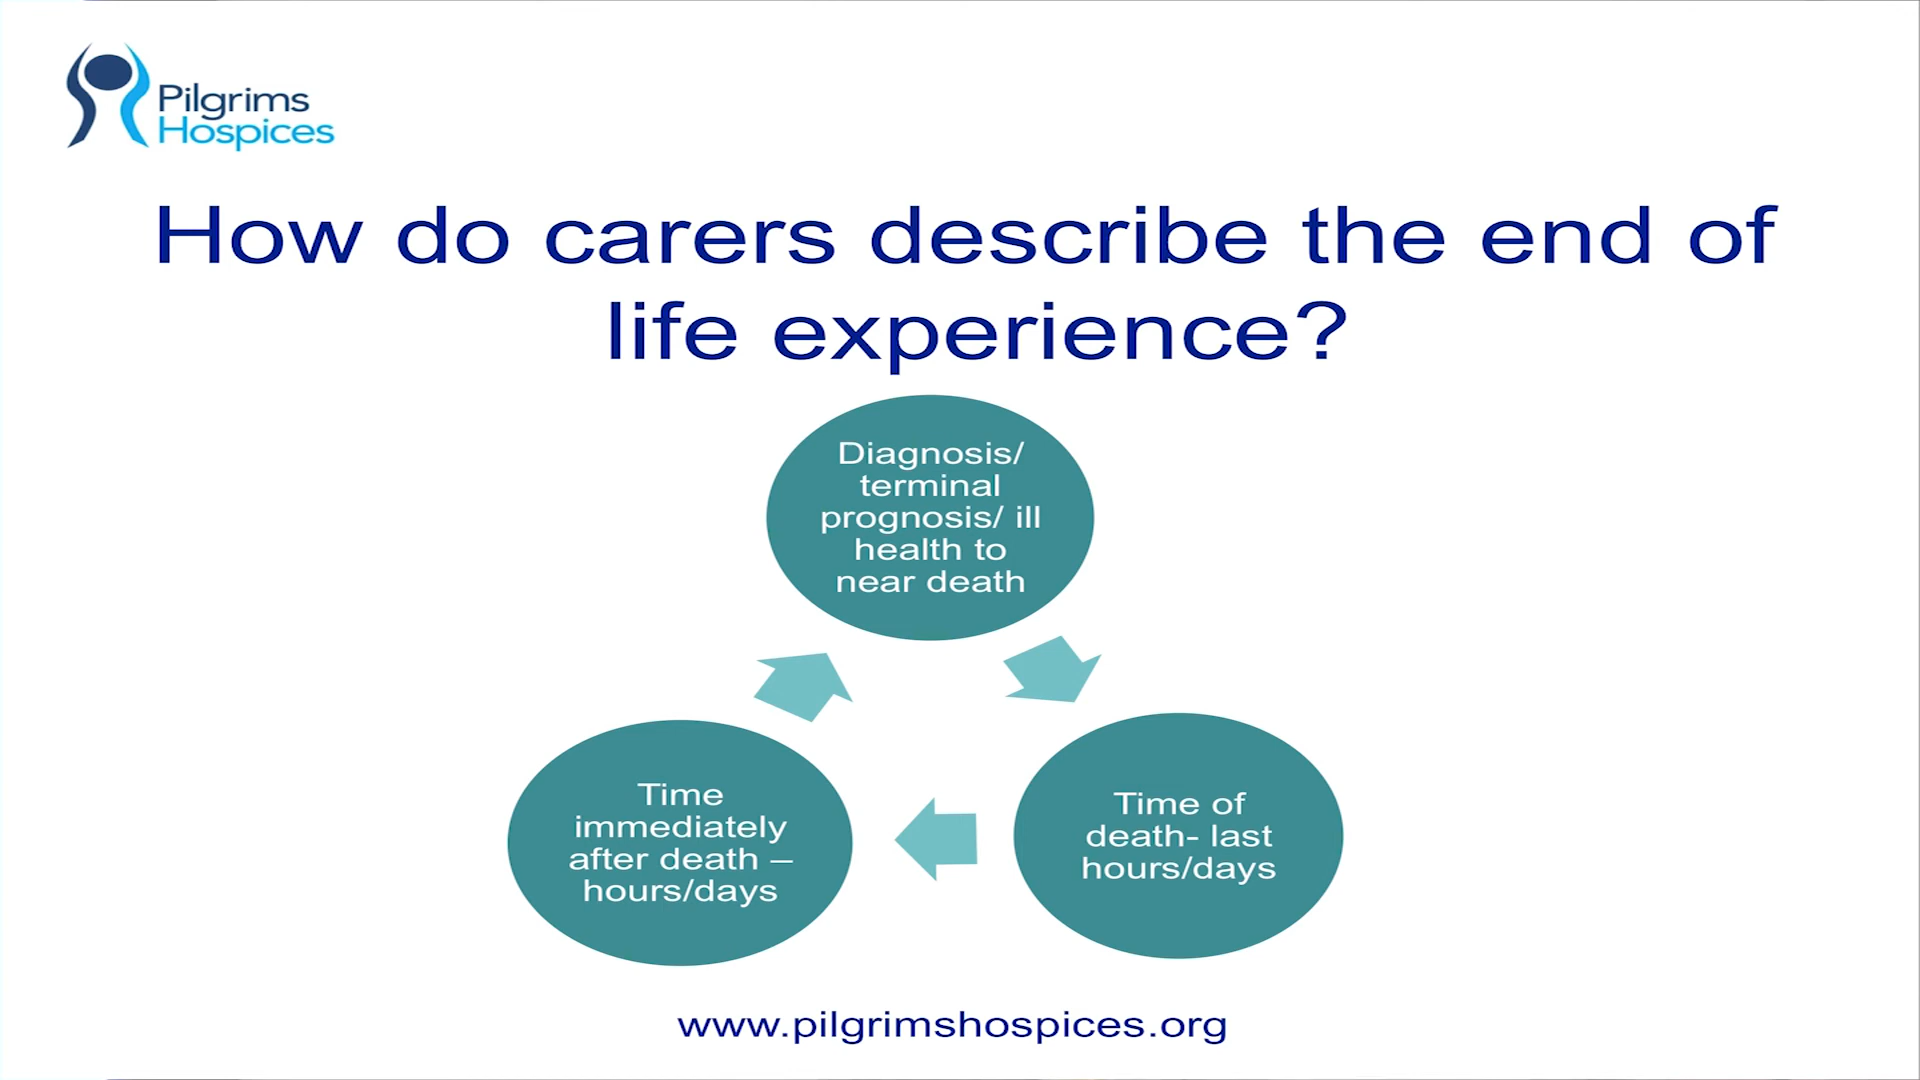 Pilgrims
Hospices
How do carers describe the end of
life experience?
Diagnosis/
terminal
prognosis/ ill
health to
near death
Time of
death- last
hours/days
Time
immediately
after death –
hours/days
www.pilgrimshospices.org